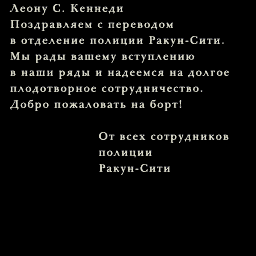 Леону С. Кеннеди
Поздравляем с переводом
в отделение полиции Ракун-Сити.
Мы рады вашему вступлению
в наши ряды и надеемся на долгое
плодотворное сотрудничество.
Добро пожаловать на борт!
От всех сотрудников
полиции
Ракун-Сити